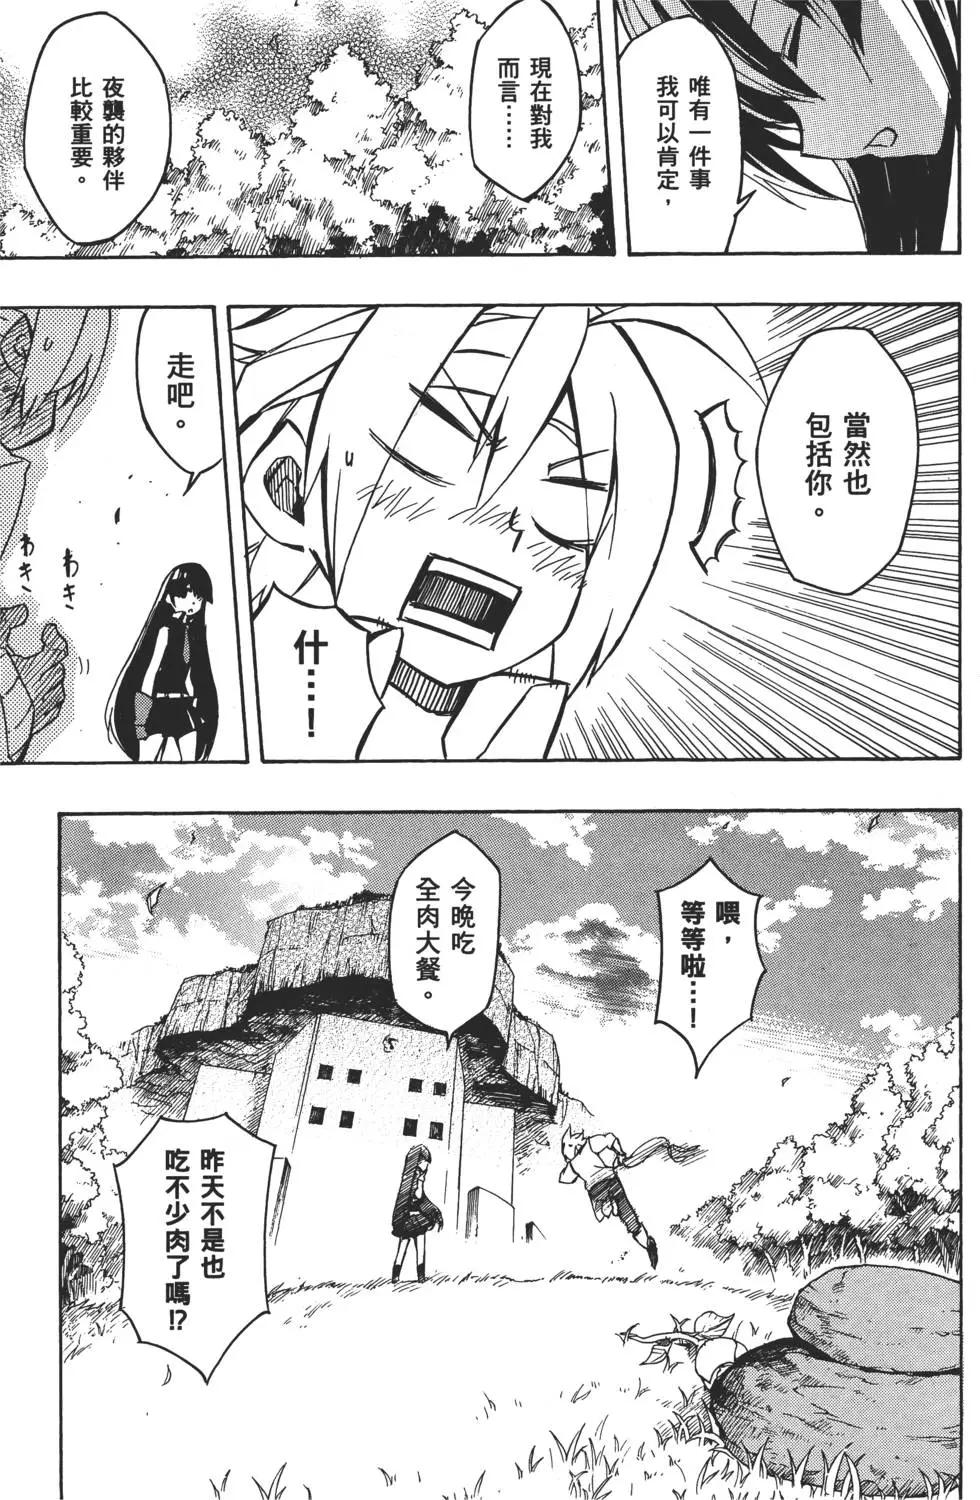 唯有一件事
我可以肯定，
現在對我
而言……
夜襲的夥伴
比較重要。
當然也
包括你。
什…！
走吧。
わき
わき
喂，
等等啦…！
今晚吃
全肉大餐。
昨天不是也
吃不少肉了嗎!?